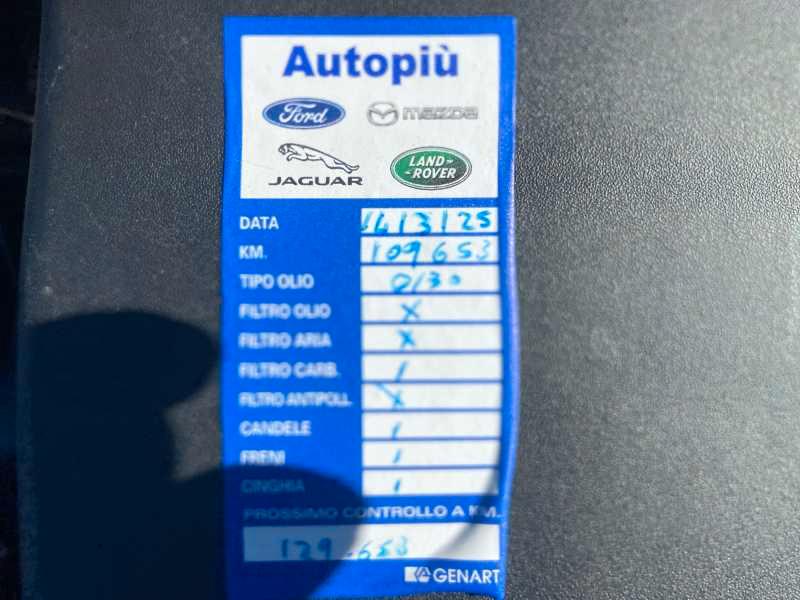 Autopiù
Ford mazda
JAGUAR LAND-ROVER
DATA 14/3/25
KM. 109653
TIPO OLIO 0/30
FILTRO OLIO X
FILTRO ARIA X
FILTRO CARB. /
FILTRO ANTIPOLL. X
CANDELE /
FRENI /
CINGHIA /
PROSSIMO CONTROLLO A KM.
129-653
GENART